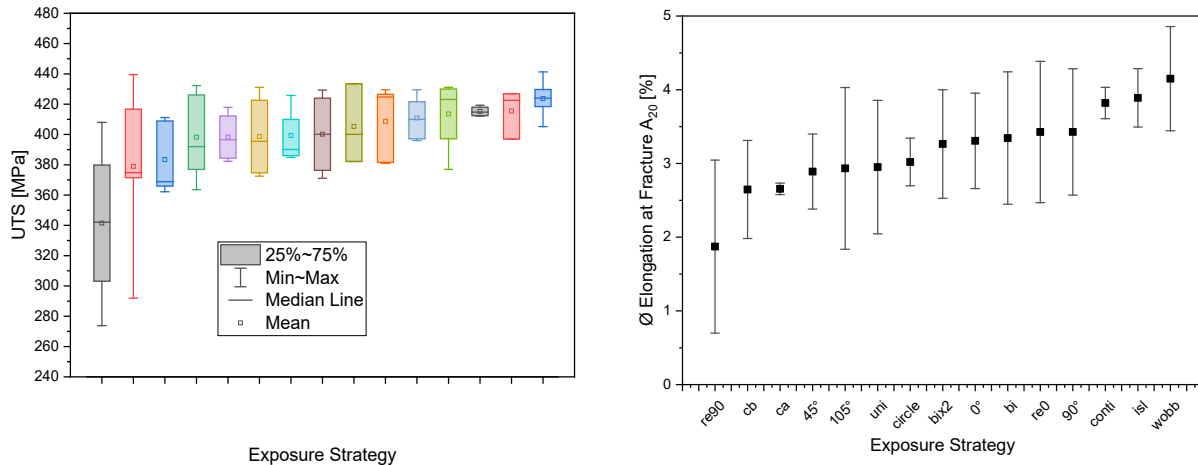 480
460
440
420
400
380
360
340
320
300
280
260
240
UTS [MPa]
25%~75%
Min~Max
Median Line
Mean
Exposure Strategy
5
4
3
2
1
0
Ø Elongation at Fracture A20 [%]
re90 cb ca 45° 105° uni circle bix2 0° bi re0 90° conti isl wobb
Exposure Strategy